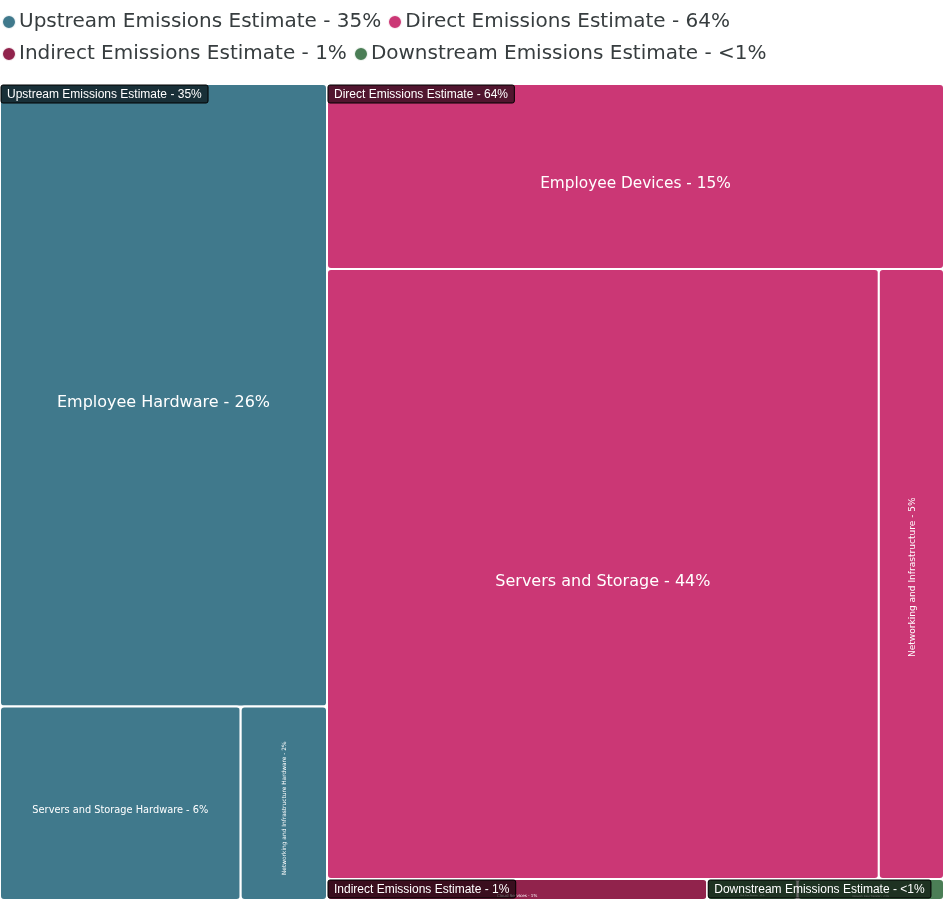 Upstream Emissions Estimate - 35% Direct Emissions Estimate - 64%
Indirect Emissions Estimate - 1% Downstream Emissions Estimate - <1%
Upstream Emissions Estimate - 35%
Direct Emissions Estimate - 64%
Employee Devices - 15%
Employee Hardware - 26%
Networking and Infrastructure - 5%
Servers and Storage - 44%
Servers and Storage Hardware - 6%
Networking and Infrastructure Hardware - 2%
Indirect Emissions Estimate - 1%
Downstream Emissions Estimate - <1%